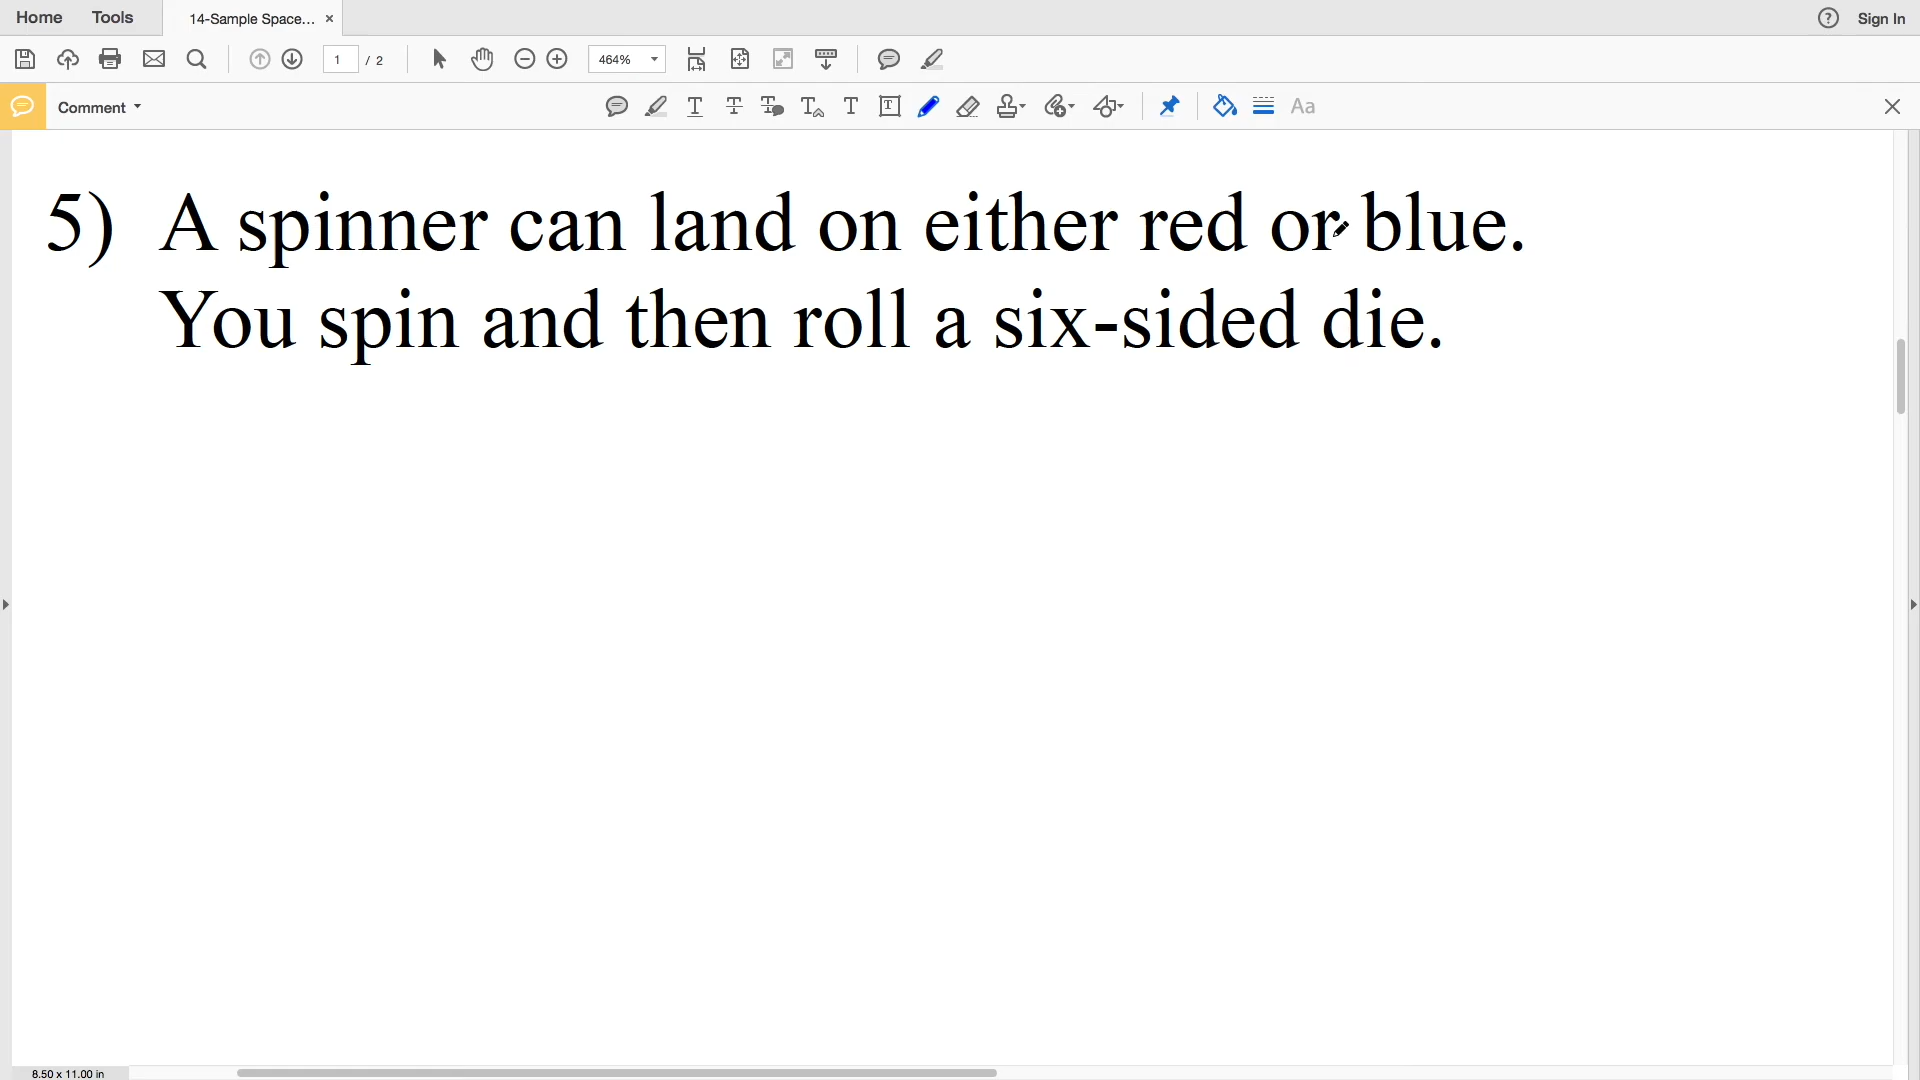 Home Tools 14-Sample Space... × ? Sign In
1 / 2 464%
Comment T T T T T T Aa
5) A spinner can land on either red or blue.
You spin and then roll a six-sided die.
8.50 x 11.00 in